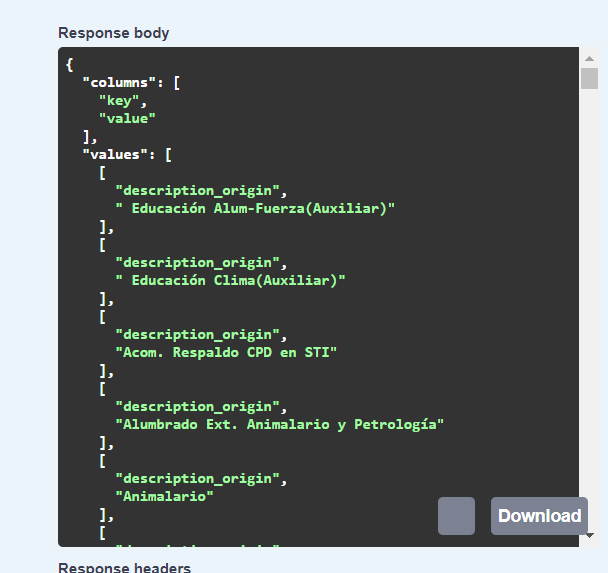 Response body
{
"columns": [
"key",
"value"
],
"values": [
[
"description_origin",
" Educación Alum-Fuerza(Auxiliar)"
],
[
"description_origin",
" Educación Clima(Auxiliar)"
],
[
"description_origin",
"Acom. Respaldo CPD en STI"
],
[
"description_origin",
"Alumbrado Ext. Animalario y Petrología"
],
[
"description_origin",
"Animalario"
],
[
Download
Response headers